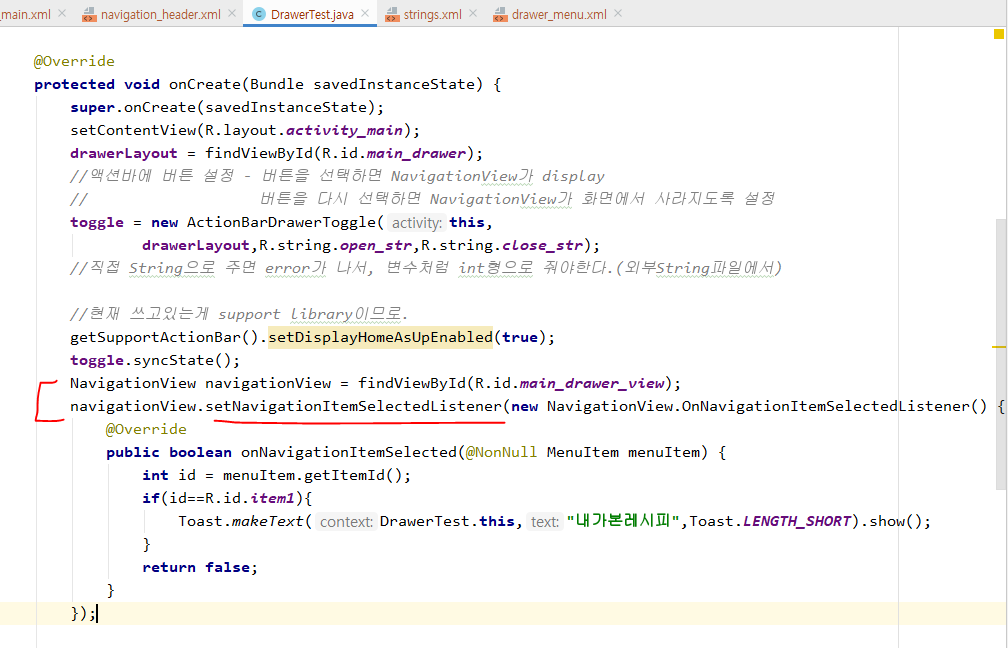 _main.xml
navigation_header.xml
DrawerTest.java
strings.xml
drawer_menu.xml
@Override
protected void onCreate(Bundle savedInstanceState) {
super.onCreate(savedInstanceState);
setContentView(R.layout.activity_main);
drawerLayout = findViewById(R.id.main_drawer);
//액션바에 버튼 설정 - 버튼을 선택하면 NavigationView가 display
// 버튼을 다시 선택하면 NavigationView가 화면에서 사라지도록 설정
toggle = new ActionBarDrawerToggle( activity: this,
drawerLayout,R.string.open_str,R.string.close_str);
//직접 String으로 주면 error가 나서, 변수처럼 int형으로 줘야한다.(외부String파일에서)
//현재 쓰고있는게 support library이므로.
getSupportActionBar().setDisplayHomeAsUpEnabled(true);
toggle.syncState();
NavigationView navigationView = findViewById(R.id.main_drawer_view);
navigationView.setNavigationItemSelectedListener(new NavigationView.OnNavigationItemSelectedListener() {
@Override
public boolean onNavigationItemSelected(@NonNull MenuItem menuItem) {
int id = menuItem.getItemId();
if(id==R.id.item1){
Toast.makeText( context: DrawerTest.this, text: "내가본레시피",Toast.LENGTH_SHORT).show();
}
return false;
}
});